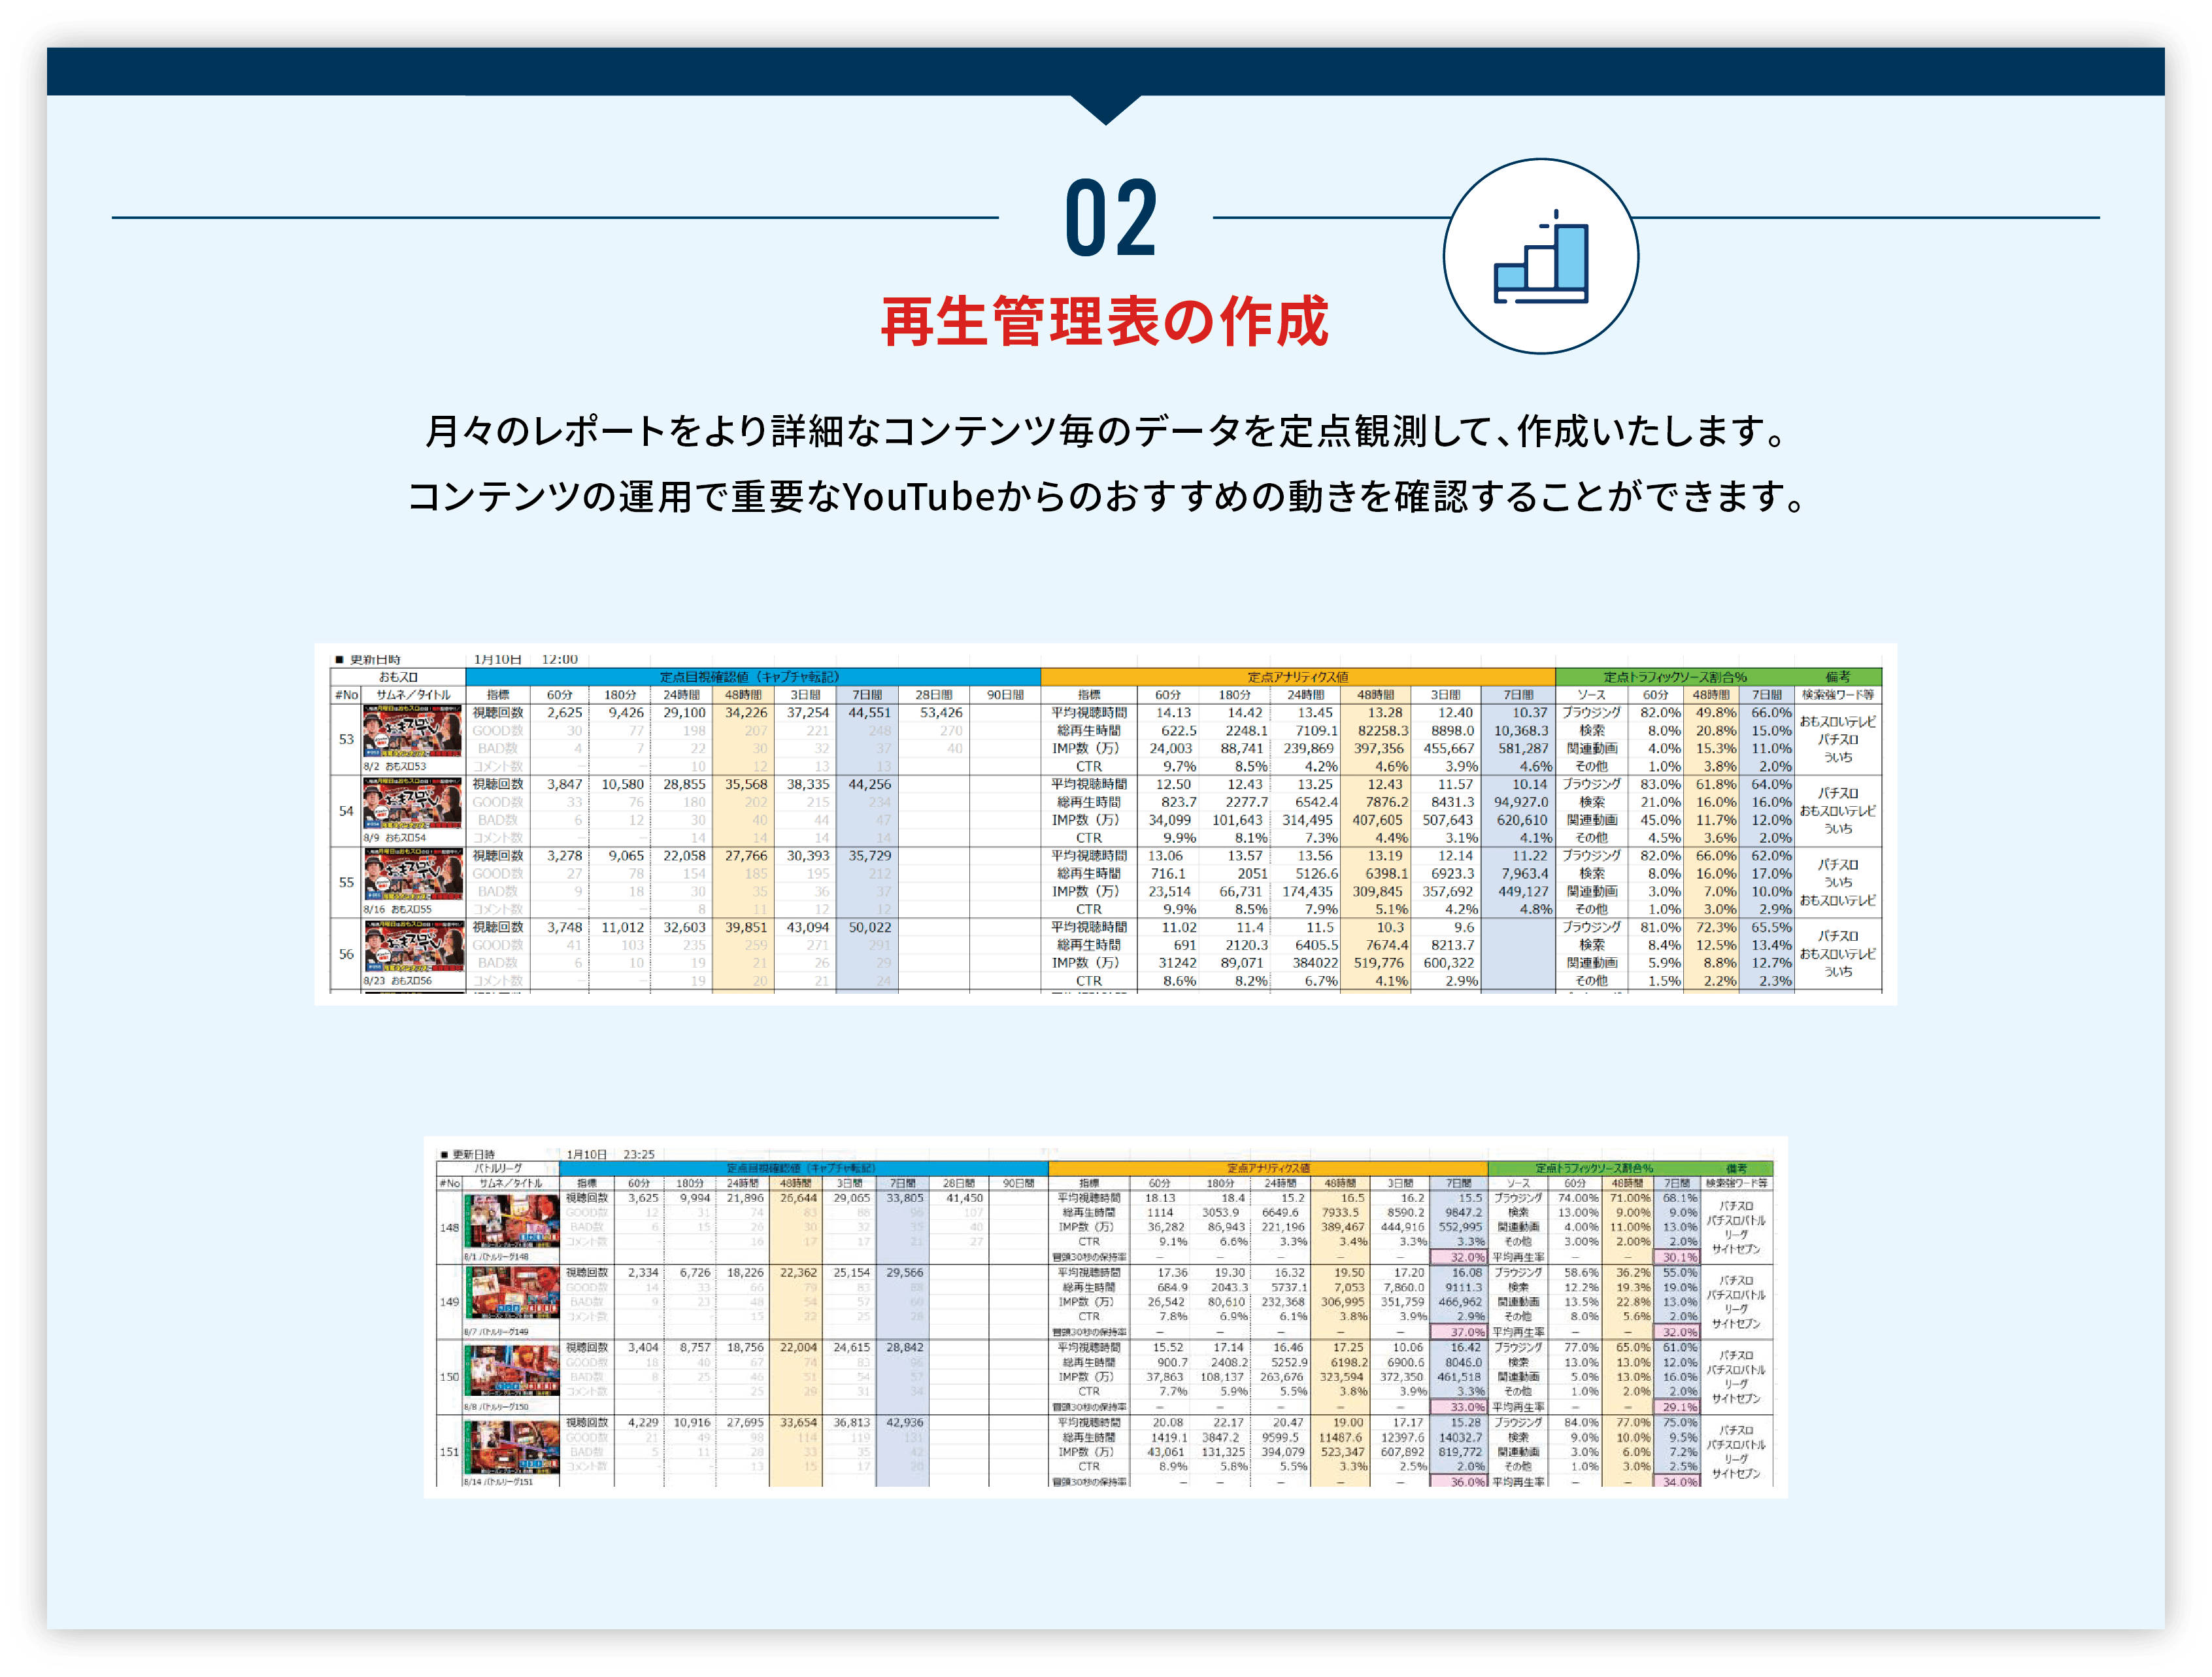 02
再生管理表の作成
月々のレポートをより詳細なコンテンツ毎のデータを定点観測して、作成いたします。
コンテンツの運用で重要なYouTubeからのおすすめの動きを確認することができます。
■ 更新日時 1月10日 12:00
おもスロ 定点目視確認値（キャプチャ転記） 定点アナリティクス値 定点トラフィックソース割合% 備考
#No サムネ／タイトル 指標 60分 180分 24時間 48時間 3日間 7日間 28日間 90日間 指標 60分 180分 24時間 48時間 3日間 7日間 ソース 60分 48時間 7日間 検索強ワード等
53 視聴回数 2,625 9,426 29,100 34,226 37,254 44,551 53,426 平均視聴時間 14.13 14.42 13.45 13.28 12.40 10.37 ブラウジング 82.0% 49.8% 66.0% おもスロいテレビ
GOOD数 30 77 198 207 221 248 270 総再生時間 622.5 2248.1 7109.1 82258.3 8898.0 10,368.3 検索 8.0% 20.8% 15.0% パチスロ
BAD数 4 7 22 30 32 37 40 IMP数（万） 24,003 88,741 239,869 397,356 455,667 581,287 関連動画 4.0% 15.3% 11.0% ういち
8/2 おもスロ53 コメント数 － － 10 12 13 13 CTR 9.7% 8.5% 4.2% 4.6% 3.9% 4.6% その他 1.0% 3.8% 2.0%
54 視聴回数 3,847 10,580 28,855 35,568 38,335 44,256 平均視聴時間 12.50 12.43 13.25 12.43 11.57 10.14 ブラウジング 83.0% 61.8% 64.0% パチスロ
GOOD数 33 76 180 202 215 234 総再生時間 823.7 2277.7 6542.4 7876.2 8431.3 94,927.0 検索 21.0% 16.0% 16.0% おもスロいテレビ
BAD数 6 12 30 40 44 47 IMP数（万） 34,099 101,643 314,495 407,605 507,643 620,610 関連動画 45.0% 11.7% 12.0% ういち
8/9 おもスロ54 コメント数 － － 14 14 14 14 CTR 9.9% 8.1% 7.3% 4.4% 3.1% 4.1% その他 4.5% 3.6% 2.0%
55 視聴回数 3,278 9,065 22,058 27,766 30,393 35,729 平均視聴時間 13.06 13.57 13.56 13.19 12.14 11.22 ブラウジング 82.0% 66.0% 62.0% パチスロ
GOOD数 27 78 154 185 195 212 総再生時間 716.1 2051 5126.6 6398.1 6923.3 7,963.4 検索 8.0% 16.0% 17.0% ういち
BAD数 9 18 30 35 36 37 IMP数（万） 23,514 66,731 174,435 309,845 357,692 449,127 関連動画 3.0% 7.0% 10.0% おもスロいテレビ
8/16 おもスロ55 コメント数 － － 8 11 12 12 CTR 9.9% 8.5% 7.9% 5.1% 4.2% 4.8% その他 1.0% 3.0% 2.9%
56 視聴回数 3,748 11,012 32,603 39,851 43,094 50,022 平均視聴時間 11.02 11.4 11.5 10.3 9.6 ブラウジング 81.0% 72.3% 65.5% パチスロ
GOOD数 41 103 235 259 271 291 総再生時間 691 2120.3 6405.5 7674.4 8213.7 検索 8.4% 12.5% 13.4% おもスロいテレビ
BAD数 6 10 19 21 26 29 IMP数（万） 31242 89,071 384022 519,776 600,322 関連動画 5.9% 8.8% 12.7% ういち
8/23 おもスロ56 コメント数 － － 19 20 21 24 CTR 8.6% 8.2% 6.7% 4.1% 2.9% その他 1.5% 2.2% 2.3%
■ 更新日時 1月10日 23:25
バトルリーグ 定点目視確認値（キャプチャ転記） 定点アナリティクス値 定点トラフィックソース割合% 備考
#No サムネ／タイトル 指標 60分 180分 24時間 48時間 3日間 7日間 28日間 90日間 指標 60分 180分 24時間 48時間 3日間 7日間 ソース 60分 48時間 7日間 検索強ワード等
148 視聴回数 3,625 9,994 21,896 26,644 29,065 33,805 41,450 平均視聴時間 18.13 18.4 15.2 16.5 16.2 15.5 ブラウジング 74.00% 71.00% 68.1% パチスロ
GOOD数 12 31 74 83 88 96 107 総再生時間 1114 3053.9 6649.6 7933.5 8590.2 9847.2 検索 13.00% 9.00% 9.0% パチスロバトル
BAD数 6 15 26 30 32 35 40 IMP数（万） 36,282 86,943 221,196 389,467 444,916 552,995 関連動画 4.00% 11.00% 13.0% リーグ
コメント数 - - 16 17 17 21 27 CTR 9.1% 6.6% 3.3% 3.4% 3.3% 3.3% その他 3.00% 2.00% 2.0% サイトセブン
8/1 バトルリーグ148 冒頭30秒の保持率 － － － － － 32.0% 平均再生率 － － 30.1%
149 視聴回数 2,334 6,726 18,226 22,362 25,154 29,566 平均視聴時間 17.36 19.30 16.32 19.50 17.20 16.08 ブラウジング 58.6% 36.2% 55.0% パチスロ
GOOD数 14 33 66 79 83 88 総再生時間 684.9 2043.3 5737.1 7,053 7,860.0 9111.3 検索 12.2% 19.3% 19.0% パチスロバトル
BAD数 9 23 48 54 57 60 IMP数（万） 26,542 80,610 232,368 306,995 351,759 466,962 関連動画 13.5% 22.8% 13.0% リーグ
コメント数 - - 15 22 25 28 CTR 7.8% 6.9% 6.1% 3.8% 3.9% 2.9% その他 8.0% 5.6% 2.0% サイトセブン
8/7 バトルリーグ149 冒頭30秒の保持率 － － － － － 37.0% 平均再生率 － － 32.0%
150 視聴回数 3,404 8,757 18,756 22,004 24,615 28,842 平均視聴時間 15.52 17.14 16.46 17.25 10.06 16.42 ブラウジング 77.0% 65.0% 61.0% パチスロ
GOOD数 18 40 67 74 83 96 総再生時間 900.7 2408.2 5252.9 6198.2 6900.6 8046.0 検索 13.0% 13.0% 12.0% パチスロバトル
BAD数 8 25 46 51 54 57 IMP数（万） 37,863 108,137 263,676 323,594 372,350 461,518 関連動画 5.0% 13.0% 16.0% リーグ
コメント数 - - 25 29 31 34 CTR 7.7% 5.9% 5.5% 3.8% 3.9% 3.3% その他 1.0% 2.0% 2.0% サイトセブン
8/8 バトルリーグ150 冒頭30秒の保持率 － － － － － 33.0% 平均再生率 － － 29.1%
151 視聴回数 4,229 10,916 27,695 33,654 36,813 42,936 平均視聴時間 20.08 22.17 20.47 19.00 17.17 15.28 ブラウジング 84.0% 77.0% 75.0% パチスロ
GOOD数 21 49 98 114 119 131 総再生時間 1419.1 3847.2 9599.5 11487.6 12397.6 14032.7 検索 9.0% 10.0% 9.5% パチスロバトル
BAD数 5 11 28 33 35 42 IMP数（万） 43,061 131,325 394,079 523,347 607,892 819,772 関連動画 3.0% 6.0% 7.2% リーグ
コメント数 - - 13 15 17 20 CTR 8.9% 5.8% 5.5% 3.3% 2.5% 2.0% その他 1.0% 3.0% 2.5% サイトセブン
8/14 バトルリーグ151 冒頭30秒の保持率 － － － － － 36.0% 平均再生率 － － 34.0%